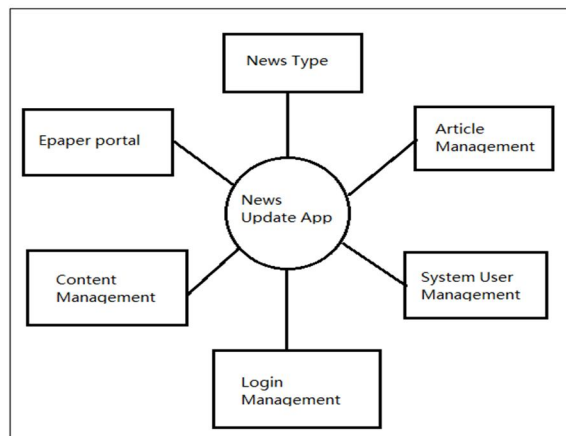 News Type
Epaper portal
Article
Management
News
Update App
Content
Management
System User
Management
Login
Management